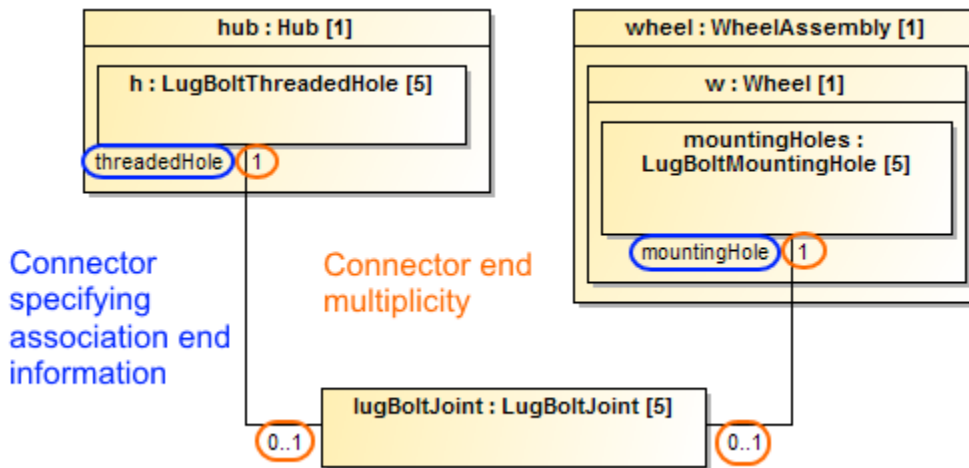 hub : Hub [1]
h : LugBoltThreadedHole [5]
threadedHole
1
wheel : WheelAssembly [1]
w : Wheel [1]
mountingHoles :
LugBoltMountingHole [5]
mountingHole
1
Connector
specifying
association end
information
Connector end
multiplicity
lugBoltJoint : LugBoltJoint [5]
0..1
0..1